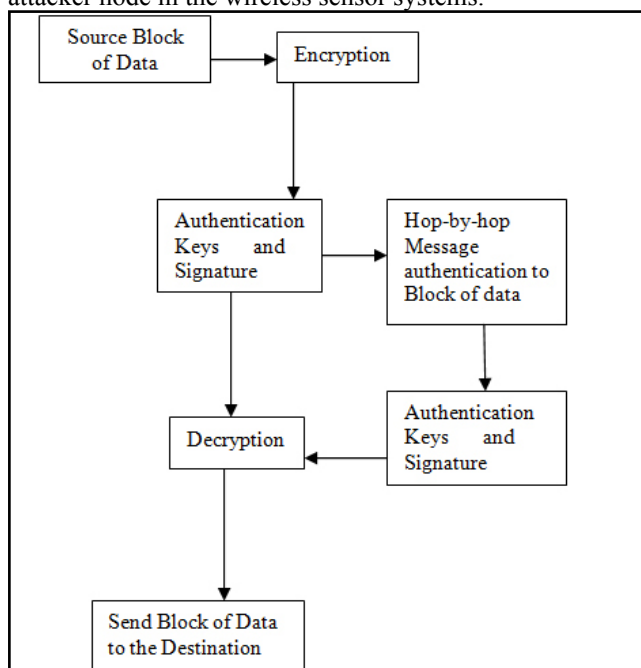 attacker node in the wireless sensor systems.
Source Block
of Data
Encryption
Authentication
Keys and
Signature
Hop-by-hop
Message
authentication to
Block of data
Authentication
Keys and
Signature
Decryption
Send Block of Data
to the Destination